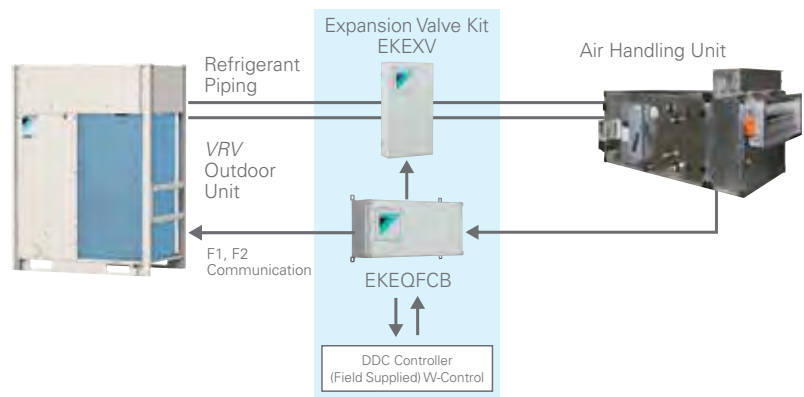 Expansion Valve Kit
EKEXV
Refrigerant
Piping
Air Handling Unit
VRV
Outdoor
Unit
F1, F2
Communication
EKEQFCB
DDC Controller
(Field Supplied) W-Control